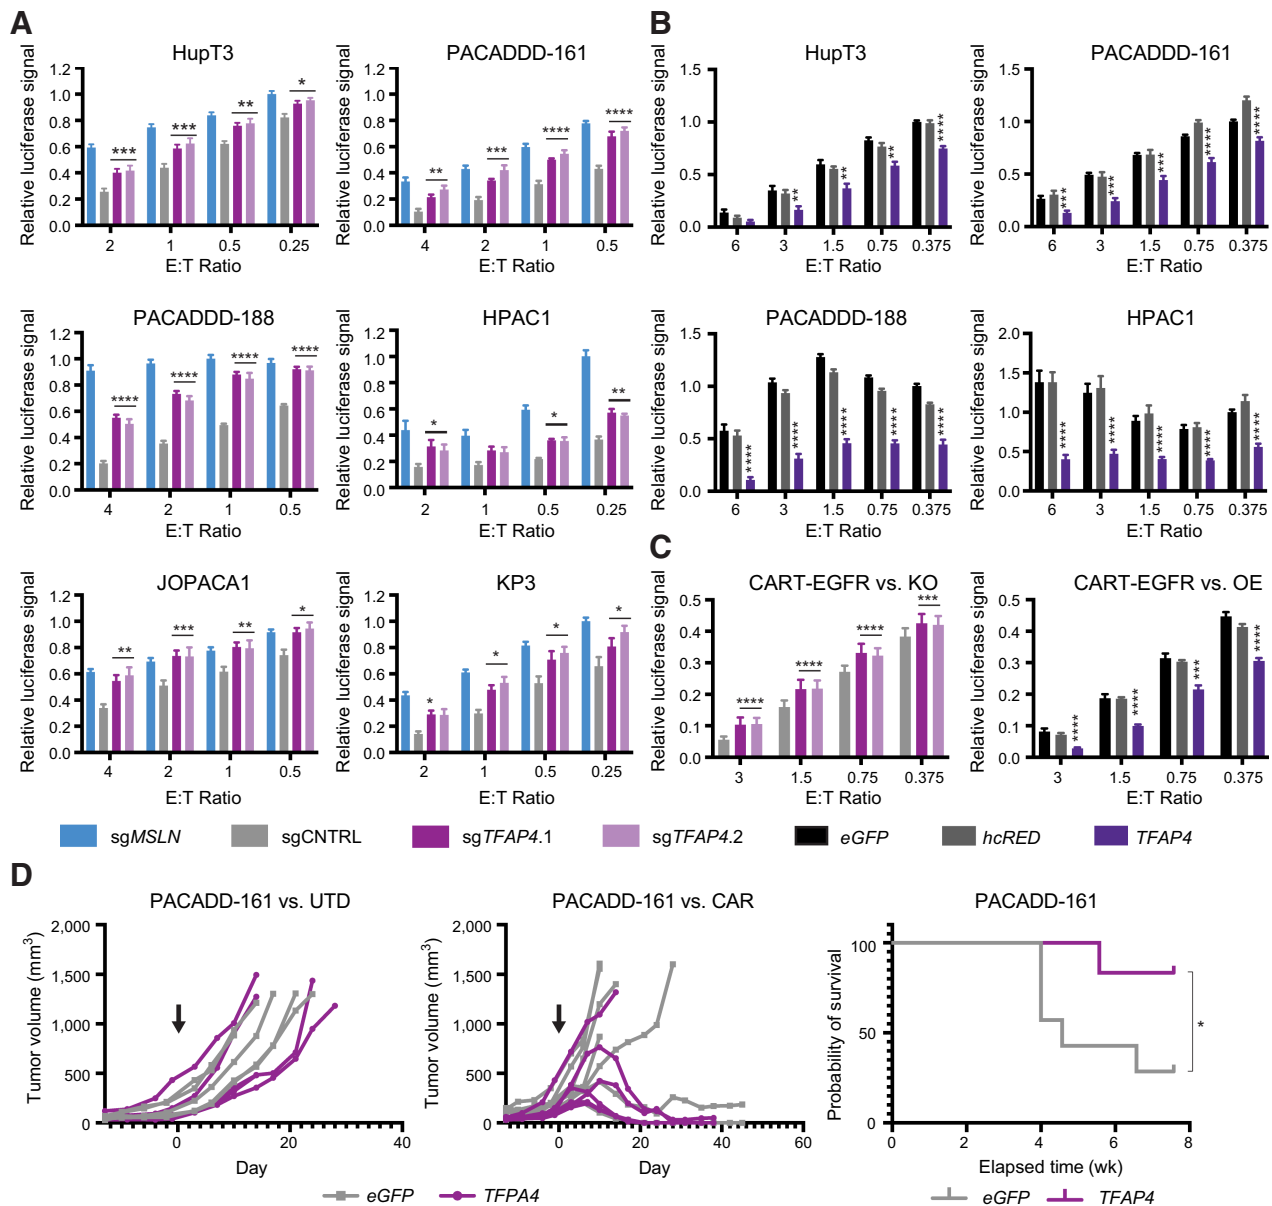 A
HupT3
Relative luciferase signal
1.2
1.0
0.8
0.6
0.4
0.2
0.0
***
***
**
*
2 1 0.5 0.25
E:T Ratio
PACADDD-161
Relative luciferase signal
1.2
1.0
0.8
0.6
0.4
0.2
0.0
**
***
****
****
4 2 1 0.5
E:T Ratio
B
HupT3
Relative luciferase signal
1.5
1.0
0.5
0.0
**
**
**
****
6 3 1.5 0.75 0.375
E:T Ratio
PACADDD-161
Relative luciferase signal
1.5
1.0
0.5
0.0
***
***
***
****
****
6 3 1.5 0.75 0.375
E:T Ratio
PACADDD-188
Relative luciferase signal
1.2
1.0
0.8
0.6
0.4
0.2
0.0
****
****
****
****
4 2 1 0.5
E:T Ratio
HPAC1
Relative luciferase signal
1.2
1.0
0.8
0.6
0.4
0.2
0.0
*
*
**
2 1 0.5 0.25
E:T Ratio
PACADDD-188
Relative luciferase signal
1.5
1.0
0.5
0.0
****
****
****
****
****
6 3 1.5 0.75 0.375
E:T Ratio
HPAC1
Relative luciferase signal
2.0
1.5
1.0
0.5
0.0
****
****
****
****
****
6 3 1.5 0.75 0.375
E:T Ratio
JOPACA1
Relative luciferase signal
1.2
1.0
0.8
0.6
0.4
0.2
0.0
**
***
**
*
4 2 1 0.5
E:T Ratio
KP3
Relative luciferase signal
1.2
1.0
0.8
0.6
0.4
0.2
0.0
*
*
*
*
2 1 0.5 0.25
E:T Ratio
C
CART-EGFR vs. KO
Relative luciferase signal
0.5
0.4
0.3
0.2
0.1
0.0
****
****
****
***
3 1.5 0.75 0.375
E:T Ratio
CART-EGFR vs. OE
Relative luciferase signal
0.5
0.4
0.3
0.2
0.1
0.0
****
****
***
****
3 1.5 0.75 0.375
E:T Ratio
sgMSLN sgCNTRL sgTFAP4.1 sgTFAP4.2 eGFP hcRED TFAP4
D
PACADD-161 vs. UTD
Tumor volume (mm3)
2,000
1,500
1,000
500
0
0 20 40
Day
PACADD-161 vs. CAR
Tumor volume (mm3)
2,000
1,500
1,000
500
0
0 20 40 60
Day
eGFP TFPA4
PACADD-161
Probability of survival
100
50
0
*
0 2 4 6 8
Elapsed time (wk)
eGFP TFAP4